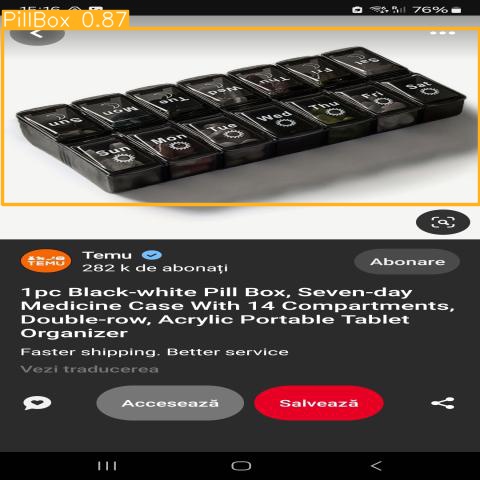 15:16
76%
PillBox 0.87
Sun Mon Tue Wed Thu Fri Sat
Sun Mon Tue Wed Thu Fri Sat
TEMU
Temu
282 k de abonați
Abonare
1pc Black-white Pill Box, Seven-day
Medicine Case With 14 Compartments,
Double-row, Acrylic Portable Tablet
Organizer
Faster shipping. Better service
Vezi traducerea
Accesează
Salvează